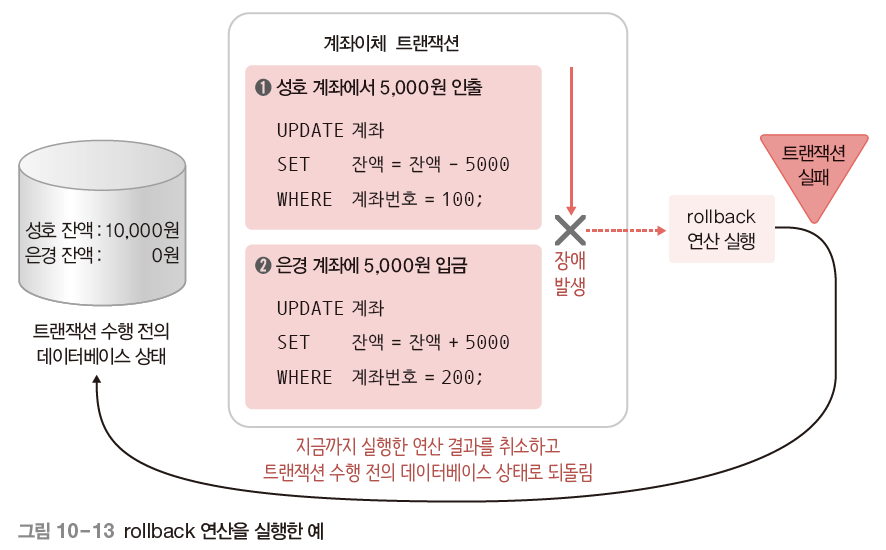 계좌이체 트랜잭션
❶ 성호 계좌에서 5,000원 인출
UPDATE 계좌
SET 잔액 = 잔액 - 5000
WHERE 계좌번호 = 100;
❷ 은경 계좌에 5,000원 입금
UPDATE 계좌
SET 잔액 = 잔액 + 5000
WHERE 계좌번호 = 200;
장애
발생
rollback
연산 실행
트랜잭션
실패
성호 잔액 : 10,000원
은경 잔액 : 0원
트랜잭션 수행 전의
데이터베이스 상태
지금까지 실행한 연산 결과를 취소하고
트랜잭션 수행 전의 데이터베이스 상태로 되돌림
그림 10-13 rollback 연산을 실행한 예